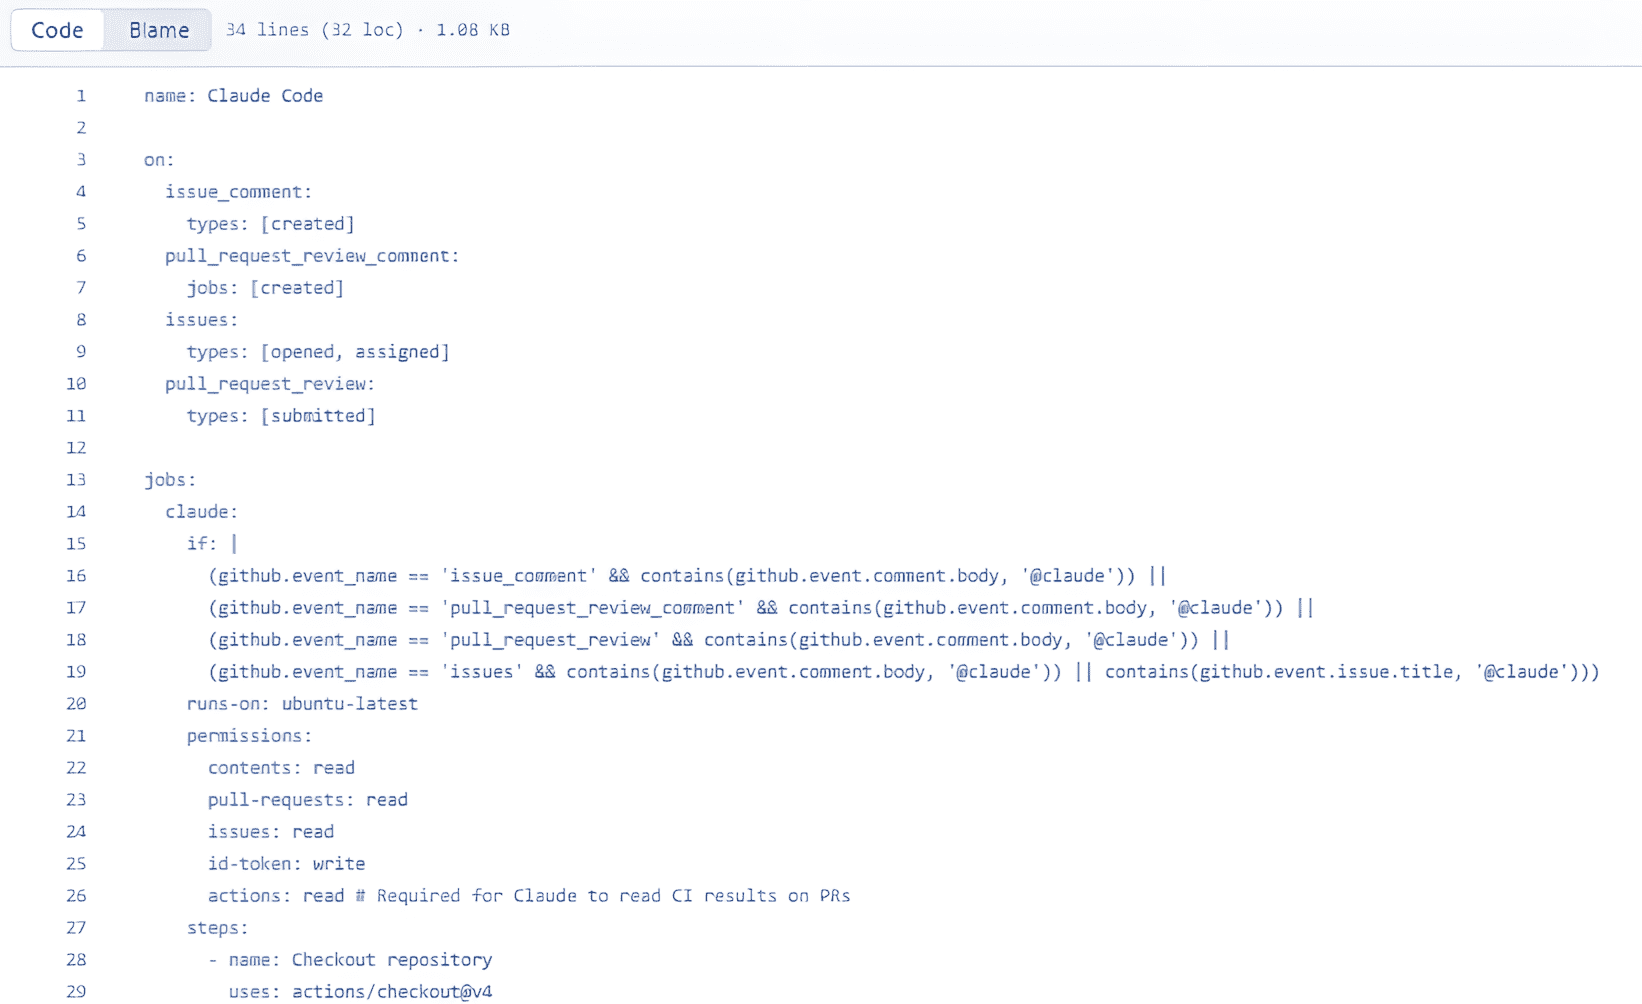 Code Blame 34 lines (32 loc) · 1.08 KB
1 name: Claude Code
2
3 on:
4 issue_comment:
5 types: [created]
6 pull_request_review_comment:
7 jobs: [created]
8 issues:
9 types: [opened, assigned]
10 pull_request_review:
11 types: [submitted]
12
13 jobs:
14 claude:
15 if: |
16 (github.event_name == 'issue_comment' && contains(github.event.comment.body, '@claude')) ||
17 (github.event_name == 'pull_request_review_comment' && contains(github.event.comment.body, '@claude')) ||
18 (github.event_name == 'pull_request_review' && contains(github.event.comment.body, '@claude')) ||
19 (github.event_name == 'issues' && contains(github.event.comment.body, '@claude')) || contains(github.event.issue.title, '@claude')))
20 runs-on: ubuntu-latest
21 permissions:
22 contents: read
23 pull-requests: read
24 issues: read
25 id-token: write
26 actions: read # Required for Claude to read CI results on PRs
27 steps:
28 - name: Checkout repository
29 uses: actions/checkout@v4